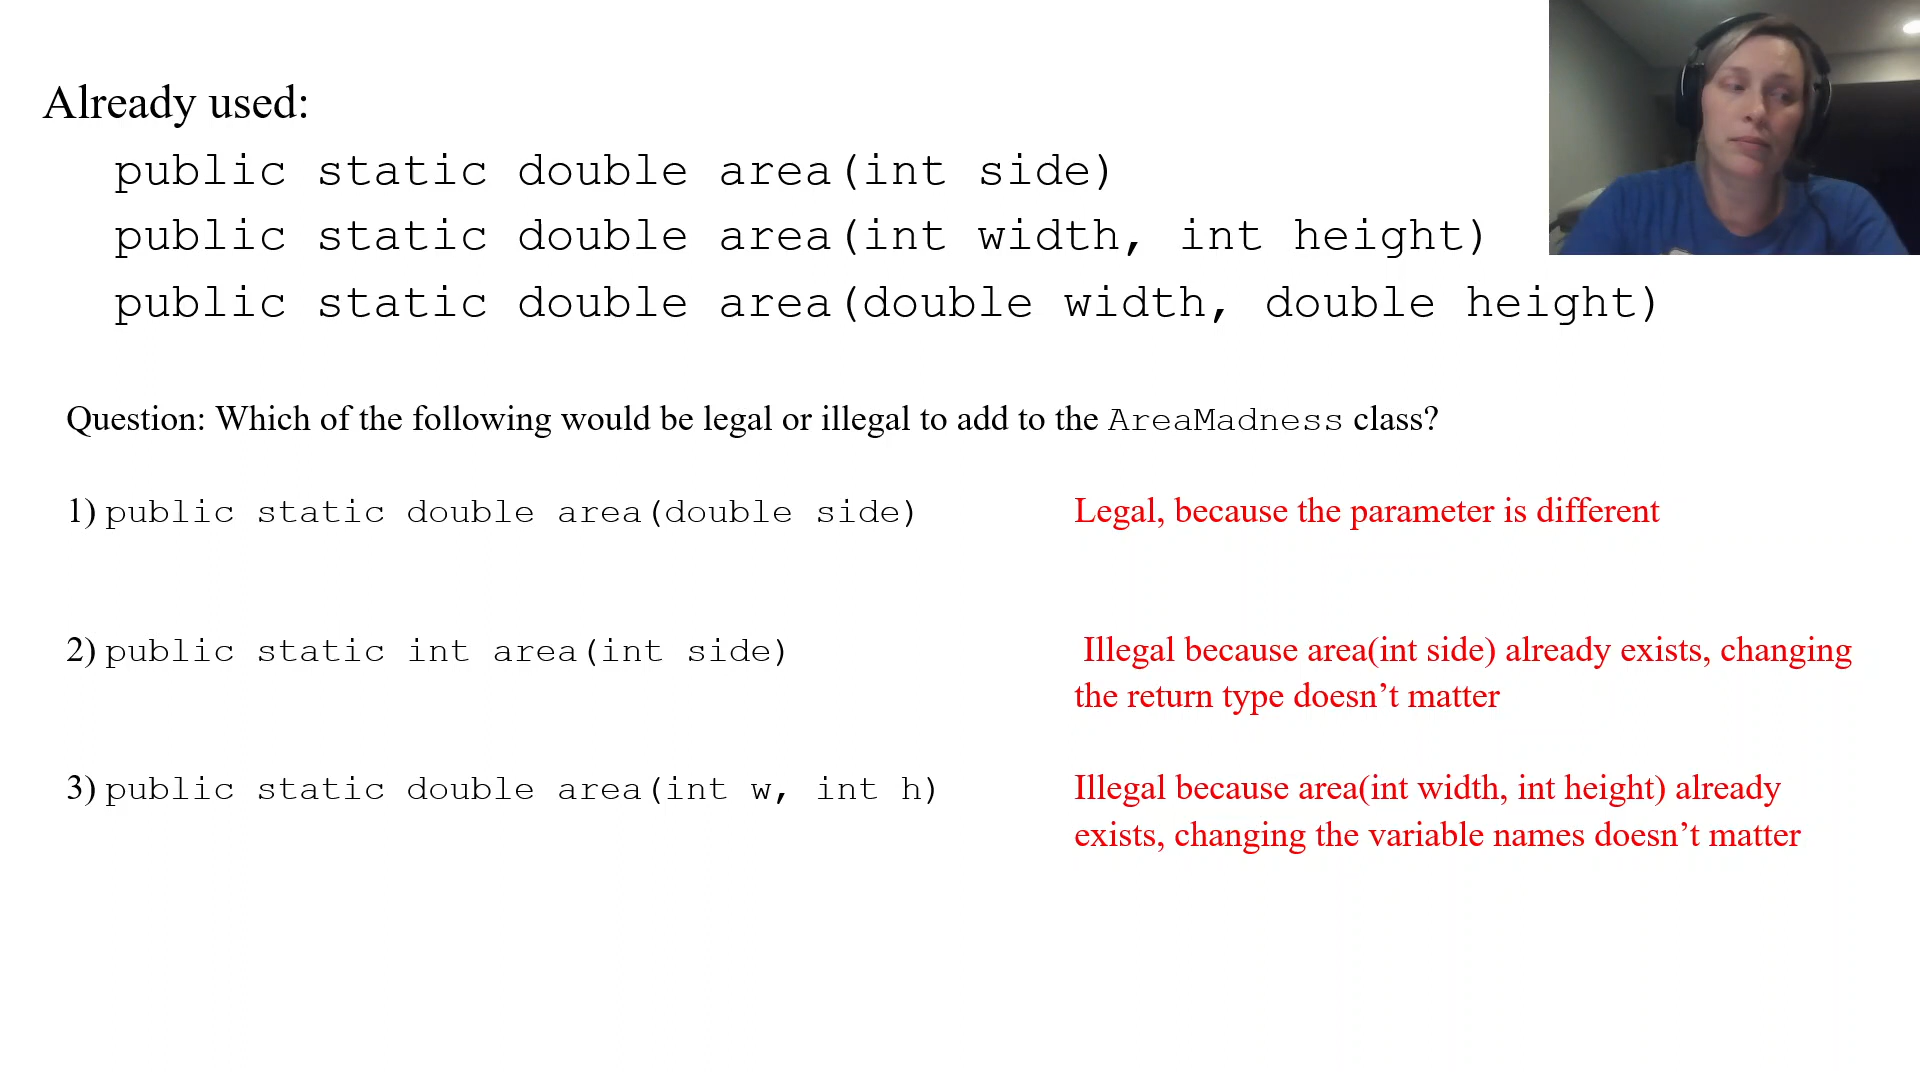 Already used:
public static double area(int side)
public static double area(int width, int height)
public static double area(double width, double height)
Question: Which of the following would be legal or illegal to add to the AreaMadness class?
1) public static double area(double side)
Legal, because the parameter is different
2) public static int area(int side)
Illegal because area(int side) already exists, changing
the return type doesn’t matter
3) public static double area(int w, int h)
Illegal because area(int width, int height) already
exists, changing the variable names doesn’t matter